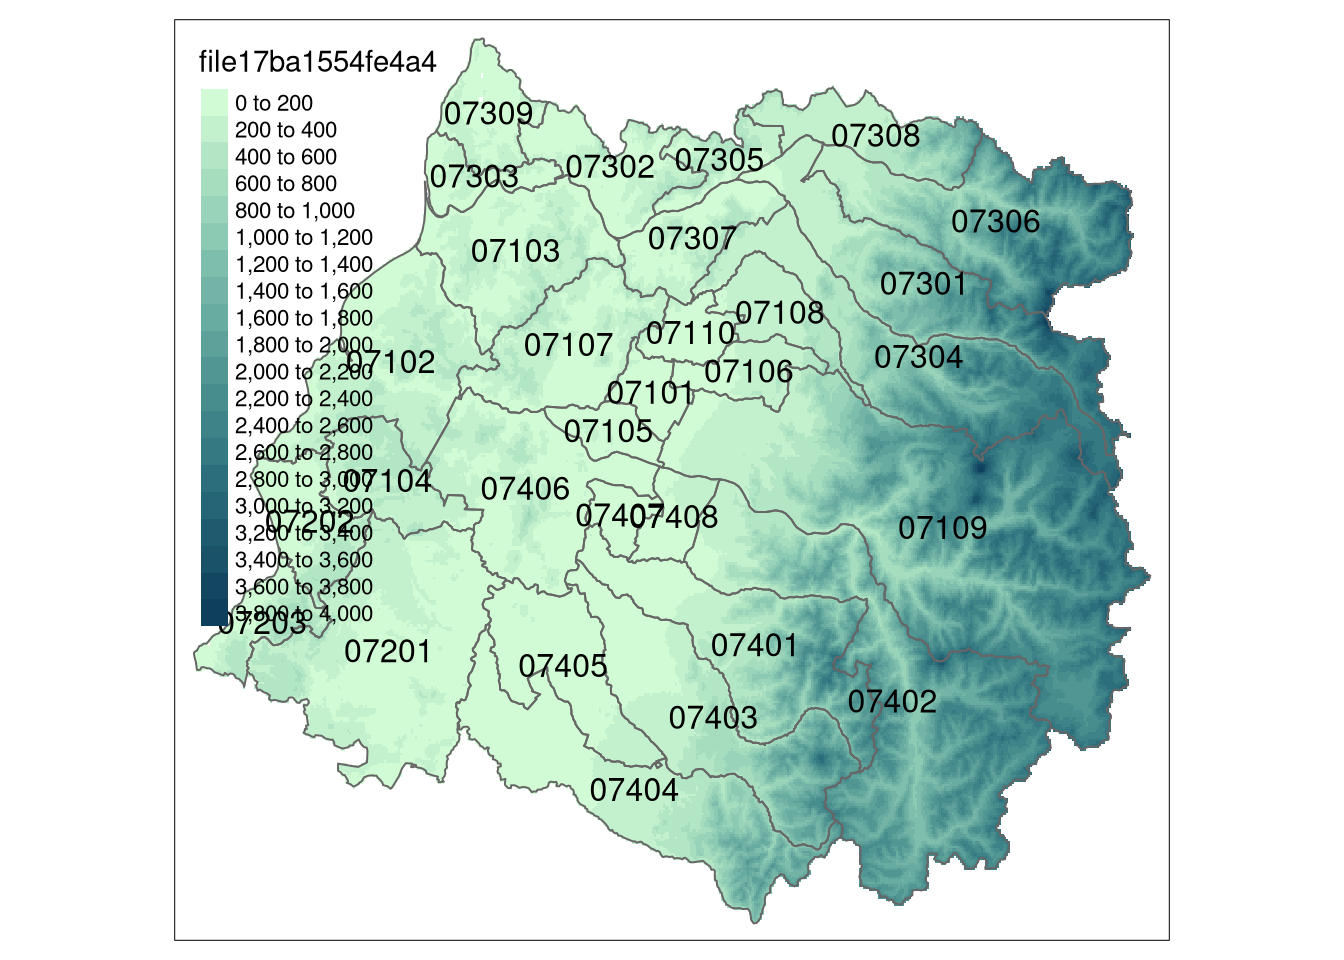 file17ba1554fe4a4
0 to 200
200 to 400
400 to 600
600 to 800
800 to 1,000
1,000 to 1,200
1,200 to 1,400
1,400 to 1,600
1,600 to 1,800
1,800 to 2,000
2,000 to 2,200
2,200 to 2,400
2,400 to 2,600
2,600 to 2,800
2,800 to 3,000
3,000 to 3,200
3,200 to 3,400
3,400 to 3,600
3,600 to 3,800
3,800 to 4,000
07309
07308
07302
07305
07303
07306
07307
07103
07301
07108
07110
07107
07304
07102
07106
07101
07105
07104
07406
07407
07408
07202
07109
07203
07401
07201
07405
07402
07403
07404